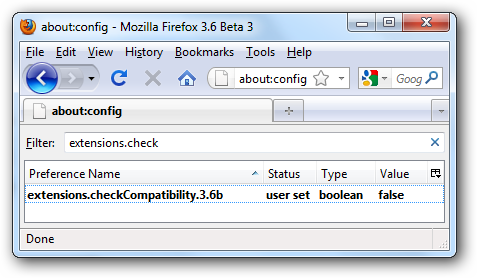 about:config - Mozilla Firefox 3.6 Beta 3
File Edit View History Bookmarks Tools Help
about:config Goog
about:config
Filter: extensions.check
Preference Name Status Type Value
extensions.checkCompatibility.3.6b user set boolean false
Done